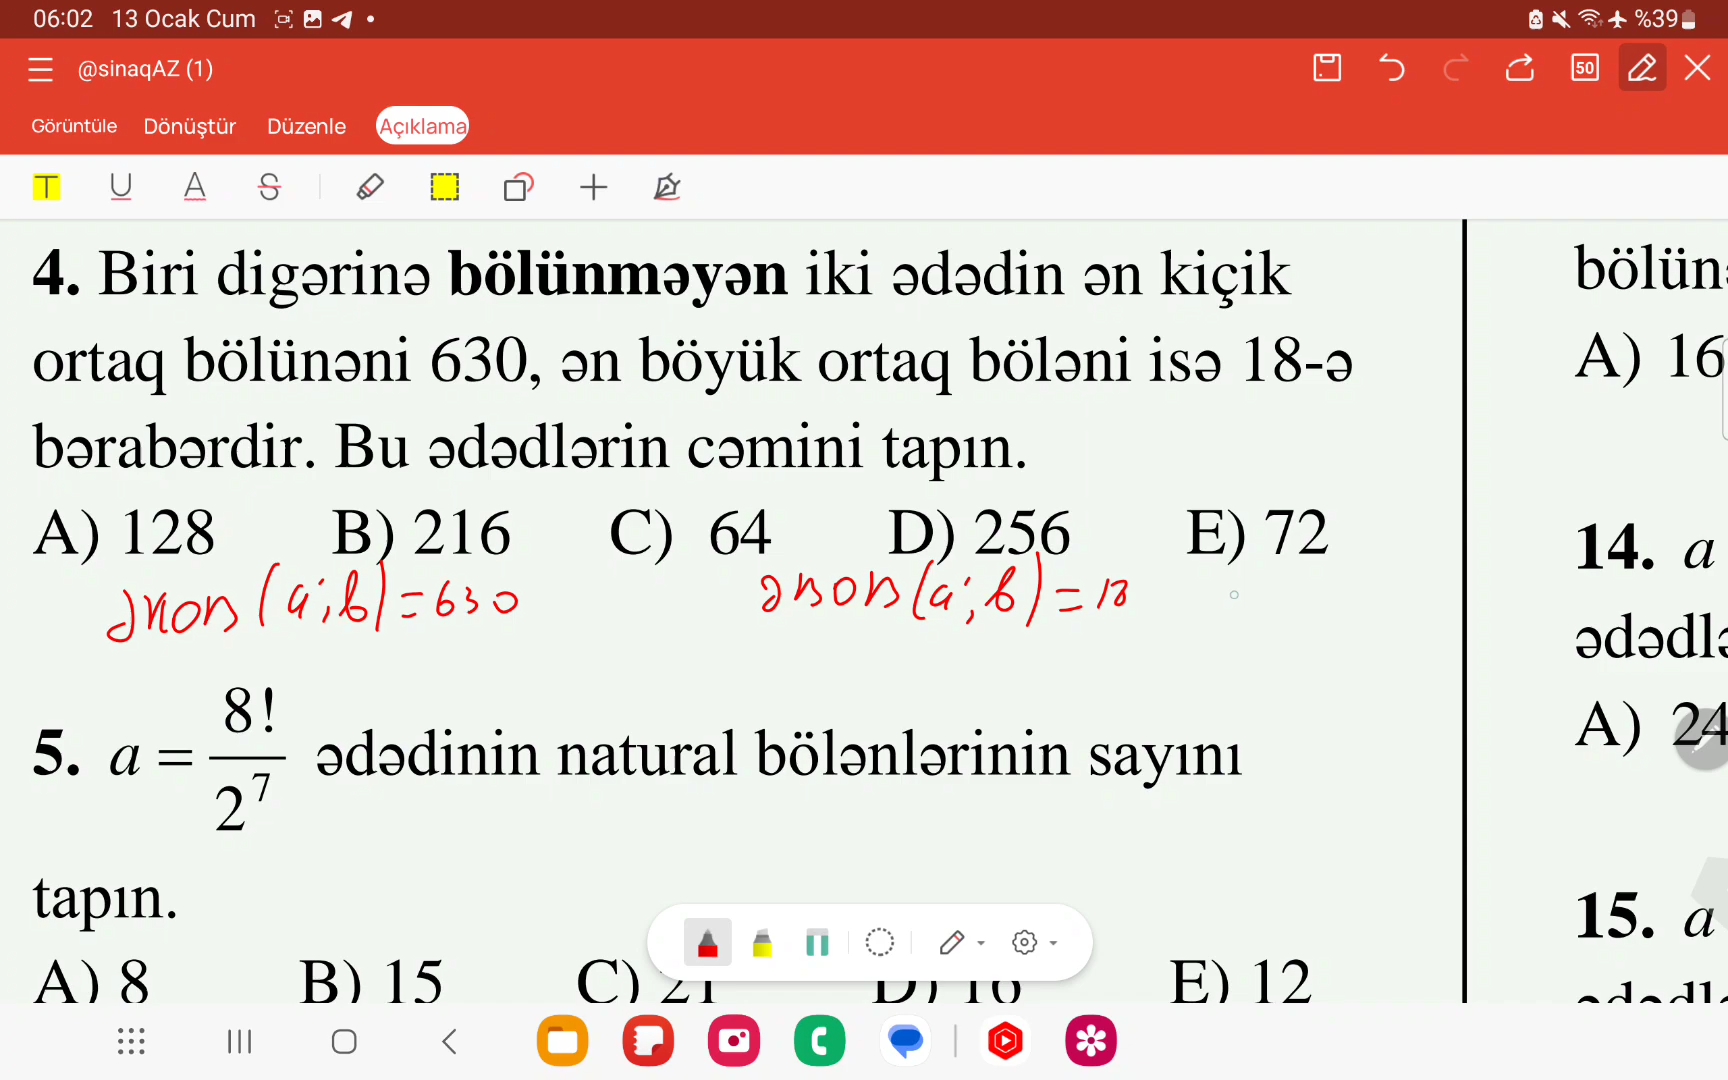 06:02 13 Ocak Cum
%39
@sinaqAZ (1)
50
Görüntüle Dönüştür Düzenle Açıklama
4. Biri digərinə bölünməyən iki ədədin ən kiçik
ortaq bölünəni 630, ən böyük ortaq böləni isə 18-ə
bərabərdir. Bu ədədlərin cəmini tapın.
A) 128 B) 216 C) 64 D) 256 E) 72
(a;b)=630
(a;b)=18
5. a = 8!/2^7 ədədinin natural bölənlərinin sayını
tapın.
A) 8 B) 15 C) 21 D) 16 E) 12
bölün
A) 16
14. a
ədədl
A) 24
15. a